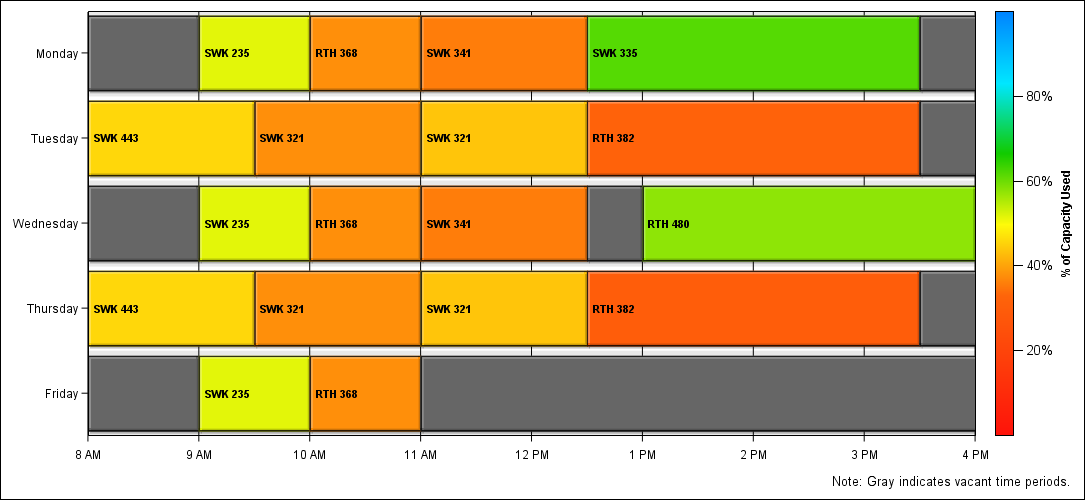 Monday
SWK 235
RTH 368
SWK 341
SWK 335
Tuesday
SWK 443
SWK 321
SWK 321
RTH 382
Wednesday
SWK 235
RTH 368
SWK 341
RTH 480
Thursday
SWK 443
SWK 321
SWK 321
RTH 382
Friday
SWK 235
RTH 368
8 AM
9 AM
10 AM
11 AM
12 PM
1 PM
2 PM
3 PM
4 PM
80%
60%
40%
20%
% of Capacity Used
Note: Gray indicates vacant time periods.